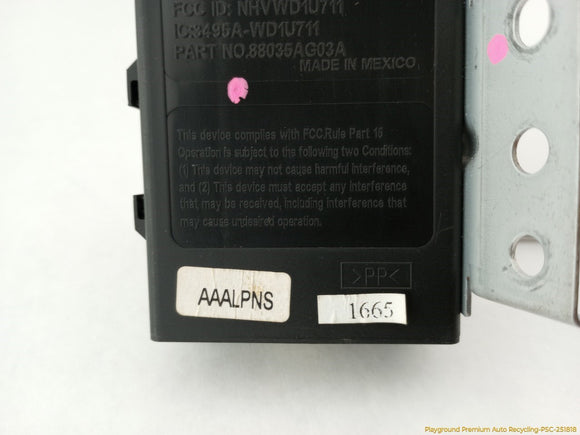 FCC ID: NHVWD1U711
IC:3495A-WD1U711
PART NO.88035AG03A
MADE IN MEXICO
This device complies with FCC.Rule Part 15
Operation is subject to the following two Conditions:
(1) This device may not cause harmful interference,
and (2) This device must accept any interference
that may be received, including interference that
may cause undesired operation.
>PP<
AAALPNS
1665
Playground Premium Auto Recycling-PSC-251818